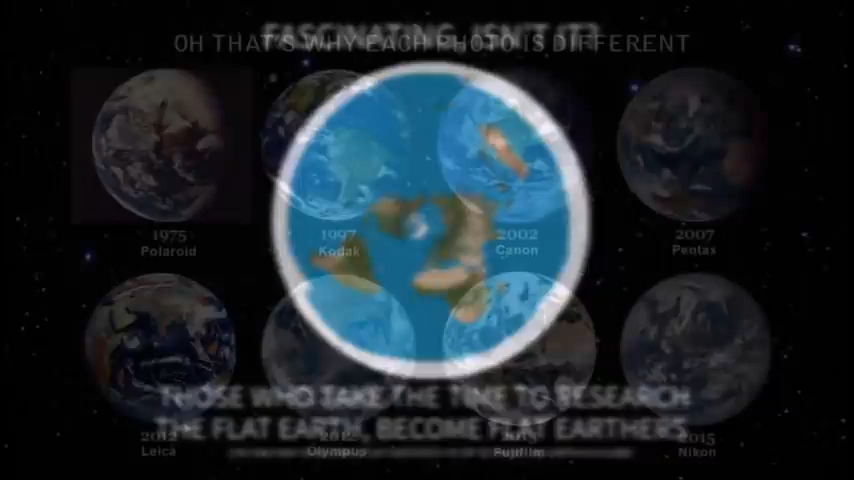 FASCINATING, ISN'T IT?
OH THAT'S WHY EACH PHOTO IS DIFFERENT
1975 1997 2002 2007
Polaroid Kodak Canon Pentax
THOSE WHO TAKE THE TIME TO RESEARCH
THE FLAT EARTH, BECOME FLAT EARTHERS
2012 2012 2015
Leica Olympus Fujifilm Nikon